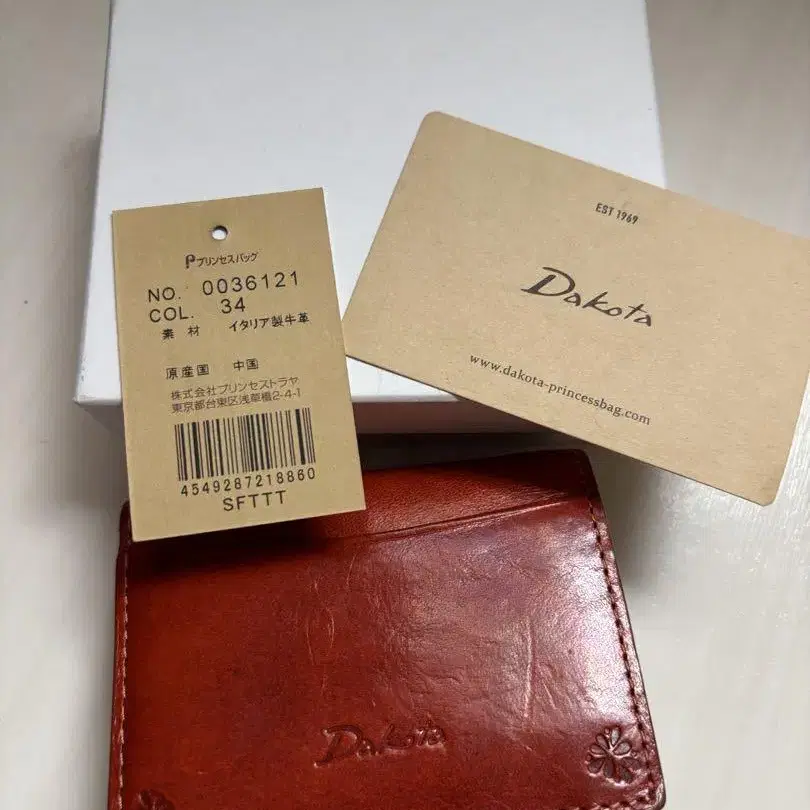 プリンセスバッグ
NO. 0036121
COL. 34
素 材 イタリア製牛革
原産国 中国
株式会社プリンセストラヤ
東京都台東区浅草橋2-4-1
4549287218860
SFTTT
EST 1969
Dakota
www.dakota-princessbag.com
Dakota